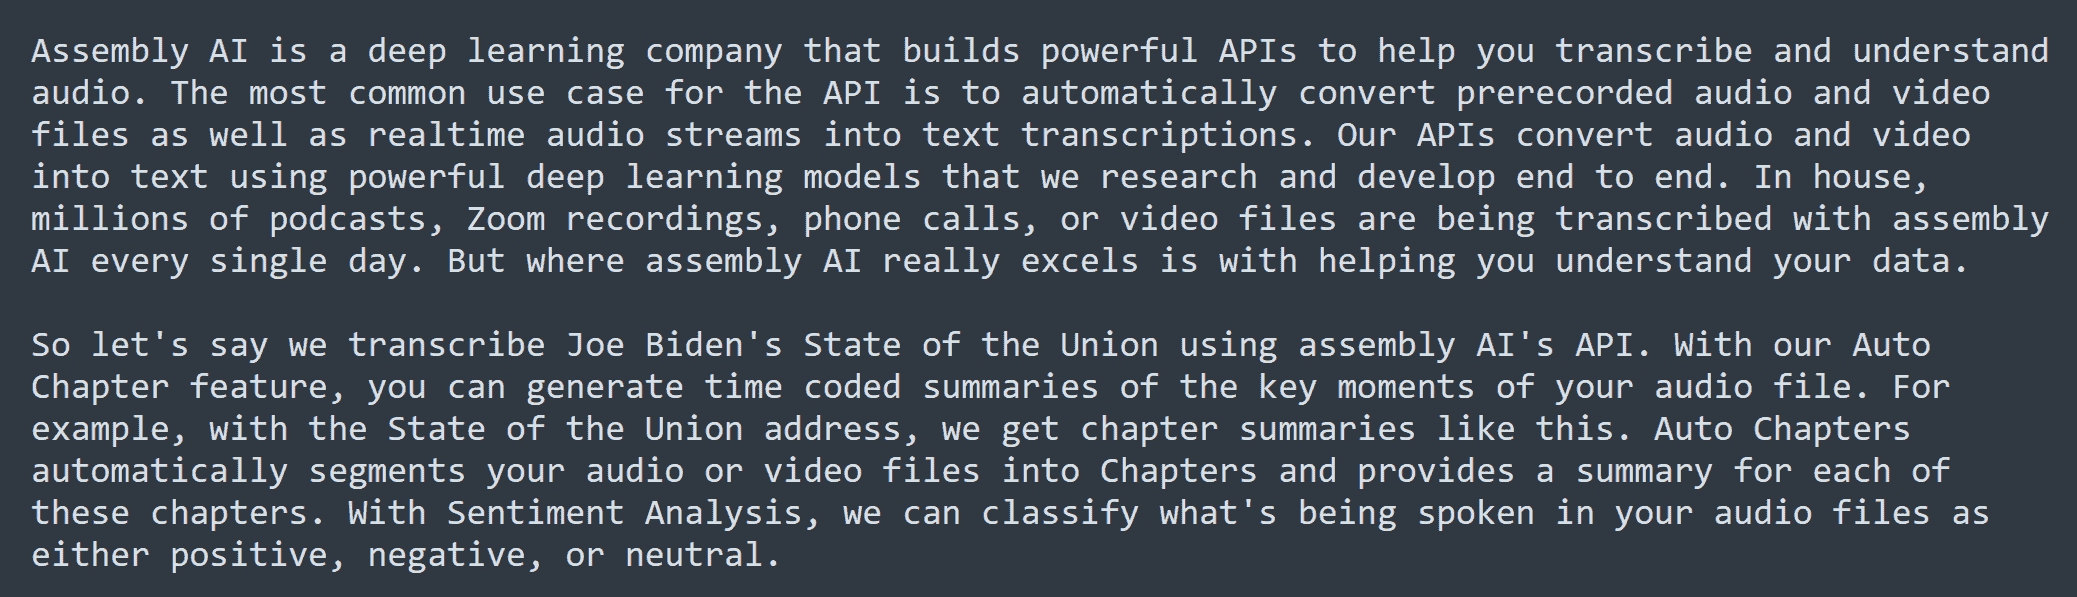 Assembly AI is a deep learning company that builds powerful APIs to help you transcribe and understand
audio. The most common use case for the API is to automatically convert prerecorded audio and video
files as well as realtime audio streams into text transcriptions. Our APIs convert audio and video
into text using powerful deep learning models that we research and develop end to end. In house,
millions of podcasts, Zoom recordings, phone calls, or video files are being transcribed with assembly
AI every single day. But where assembly AI really excels is with helping you understand your data.

So let's say we transcribe Joe Biden's State of the Union using assembly AI's API. With our Auto
Chapter feature, you can generate time coded summaries of the key moments of your audio file. For
example, with the State of the Union address, we get chapter summaries like this. Auto Chapters
automatically segments your audio or video files into Chapters and provides a summary for each of
these chapters. With Sentiment Analysis, we can classify what's being spoken in your audio files as
either positive, negative, or neutral.